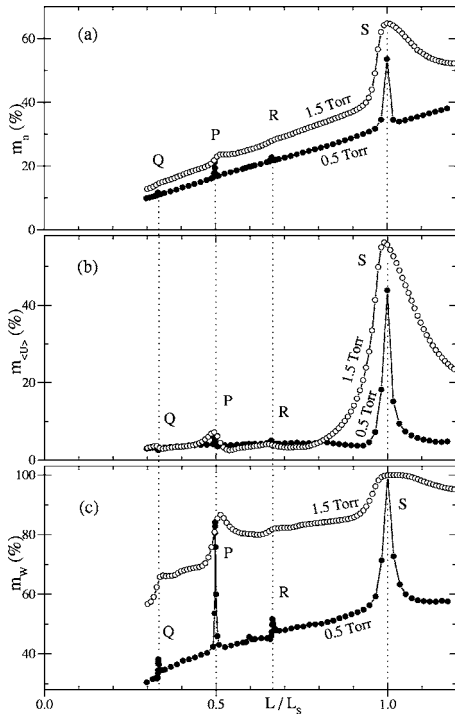 60
(a)
S
m_n (%)
40
1.5 Torr
R
P
20
Q
0.5 Torr
0
(b)
S
m_<U> (%)
40
1.5 Torr
20
0.5 Torr
Q
P
R
0
100
(c)
1.5 Torr
S
80
m_W (%)
P
60
R
Q
0.5 Torr
40
0.0
0.5
L/L_S
1.0